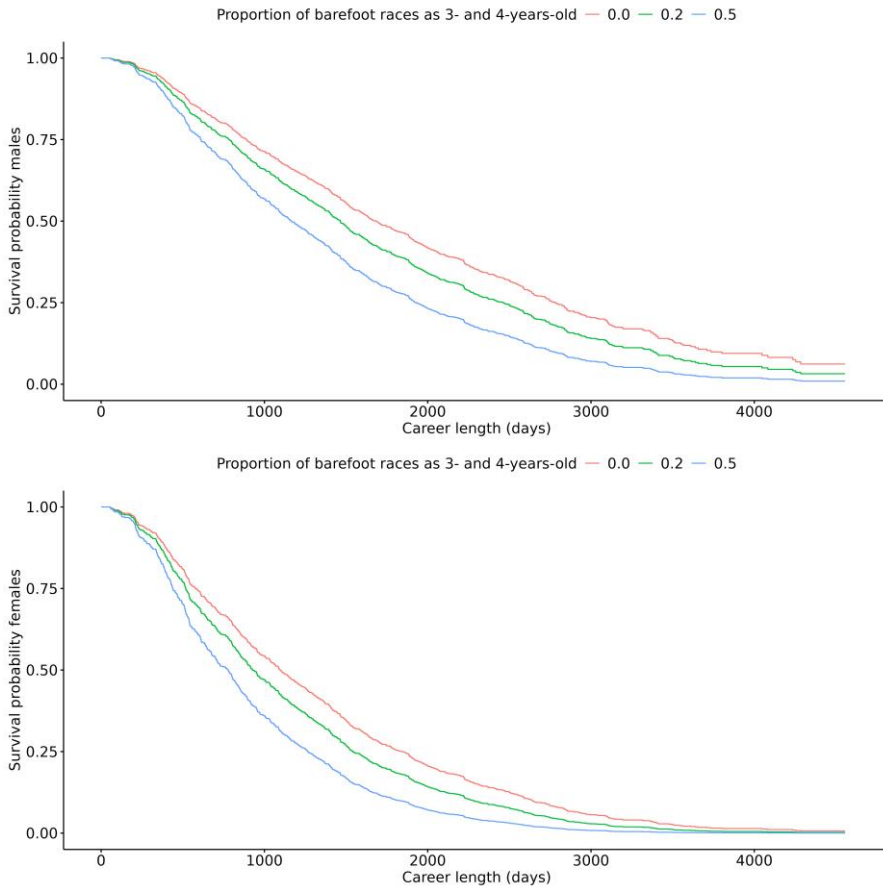 Proportion of barefoot races as 3- and 4-years-old 0.0 0.2 0.5
Survival probability males
1.00
0.75
0.50
0.25
0.00
0 1000 2000 3000 4000
Career length (days)
Proportion of barefoot races as 3- and 4-years-old 0.0 0.2 0.5
Survival probability females
1.00
0.75
0.50
0.25
0.00
0 1000 2000 3000 4000
Career length (days)